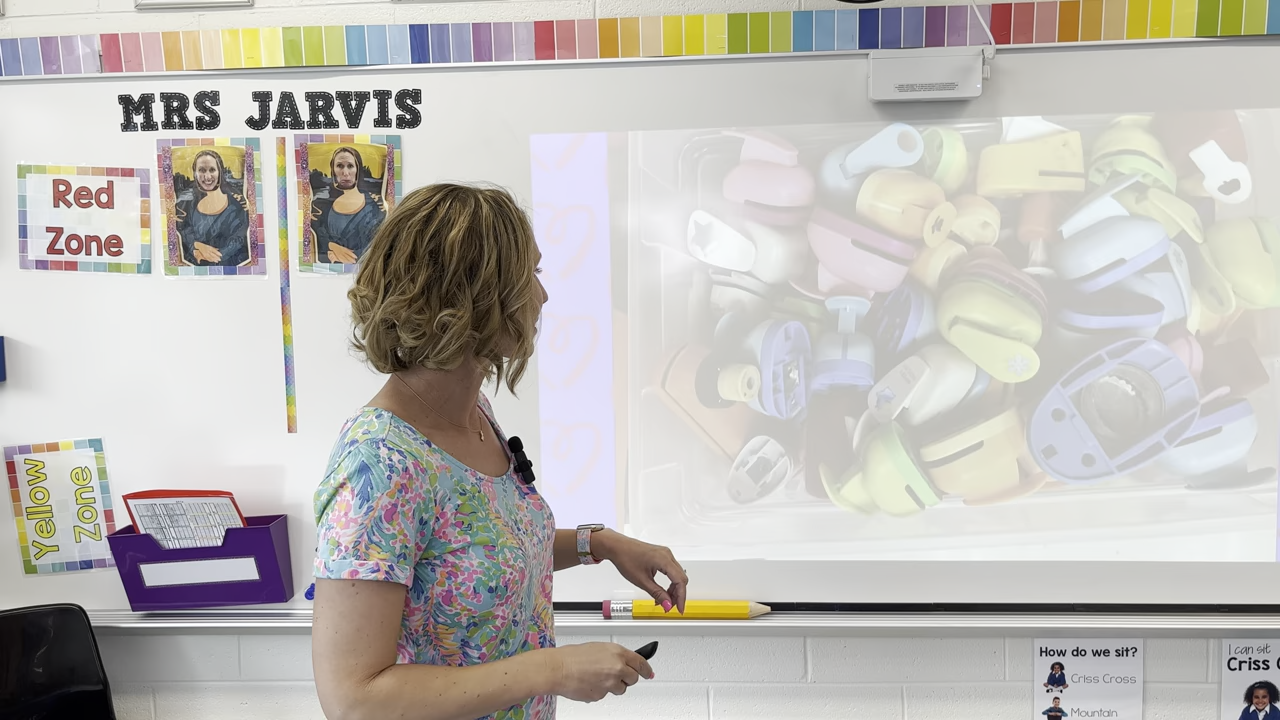 MRS JARVIS
Red
Zone
Yellow
Zone
How do we sit?
Criss Cross
Mountain
I can sit
Criss